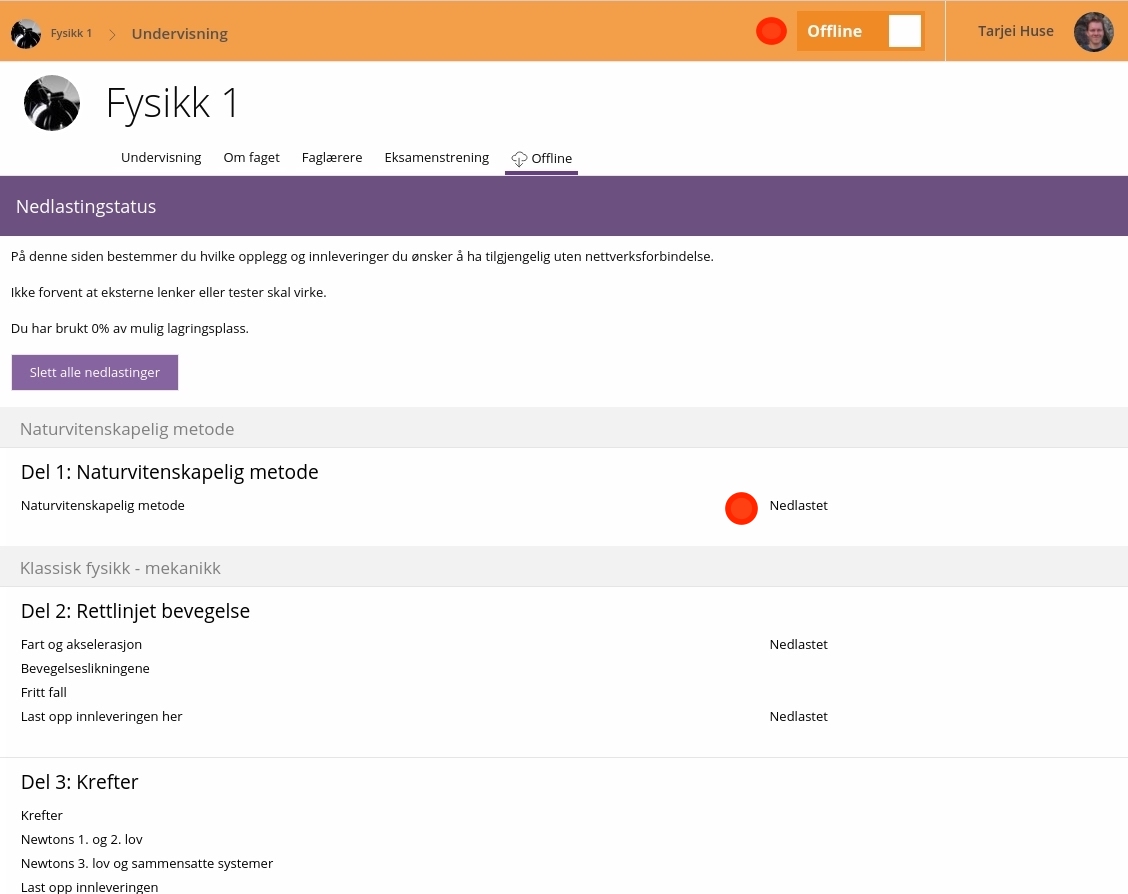 Fysikk 1
Undervisning
Offline
Tarjei Huse
Fysikk 1
Undervisning Om faget Faglærere Eksamenstrening Offline
Nedlastingstatus
På denne siden bestemmer du hvilke opplegg og innleveringer du ønsker å ha tilgjengelig uten nettverksforbindelse.
Ikke forvent at eksterne lenker eller tester skal virke.
Du har brukt 0% av mulig lagringsplass.
Slett alle nedlastinger
Naturvitenskapelig metode
Del 1: Naturvitenskapelig metode
Naturvitenskapelig metode Nedlastet
Klassisk fysikk - mekanikk
Del 2: Rettlinjet bevegelse
Fart og akselerasjon Nedlastet
Bevegelseslikningene
Fritt fall
Last opp innleveringen her Nedlastet
Del 3: Krefter
Krefter
Newtons 1. og 2. lov
Newtons 3. lov og sammensatte systemer
Last opp innleveringen